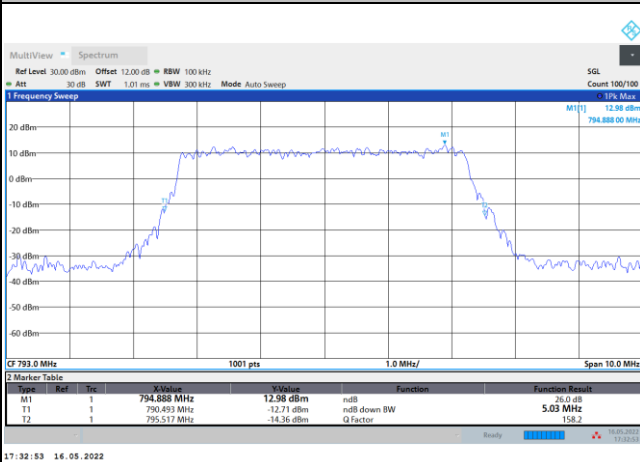 MultiView Spectrum
Ref Level 30.00 dBm Offset 12.00 dB RBW 100 kHz SGL
Att 30 dB SWT 1.01 ms VBW 300 kHz Mode Auto Sweep Count 100/100
1 Frequency Sweep 1Pk Max
M1[1] 12.98 dBm
794.888 00 MHz
M1
20 dBm
10 dBm
0 dBm
T1
-10 dBm
-20 dBm
-30 dBm
-40 dBm
-50 dBm
-60 dBm
CF 793.0 MHz 1001 pts 1.0 MHz/ Span 10.0 MHz
2 Marker Table
Type Ref Trc X-Value Y-Value Function Function Result
M1 1 794.888 MHz 12.98 dBm ndB 26.0 dB
T1 1 790.493 MHz -12.71 dBm ndB down BW 5.03 MHz
T2 1 795.517 MHz -14.36 dBm Q Factor 158.2
Ready 16.05.2022
17:32:53
17:32:53 16.05.2022